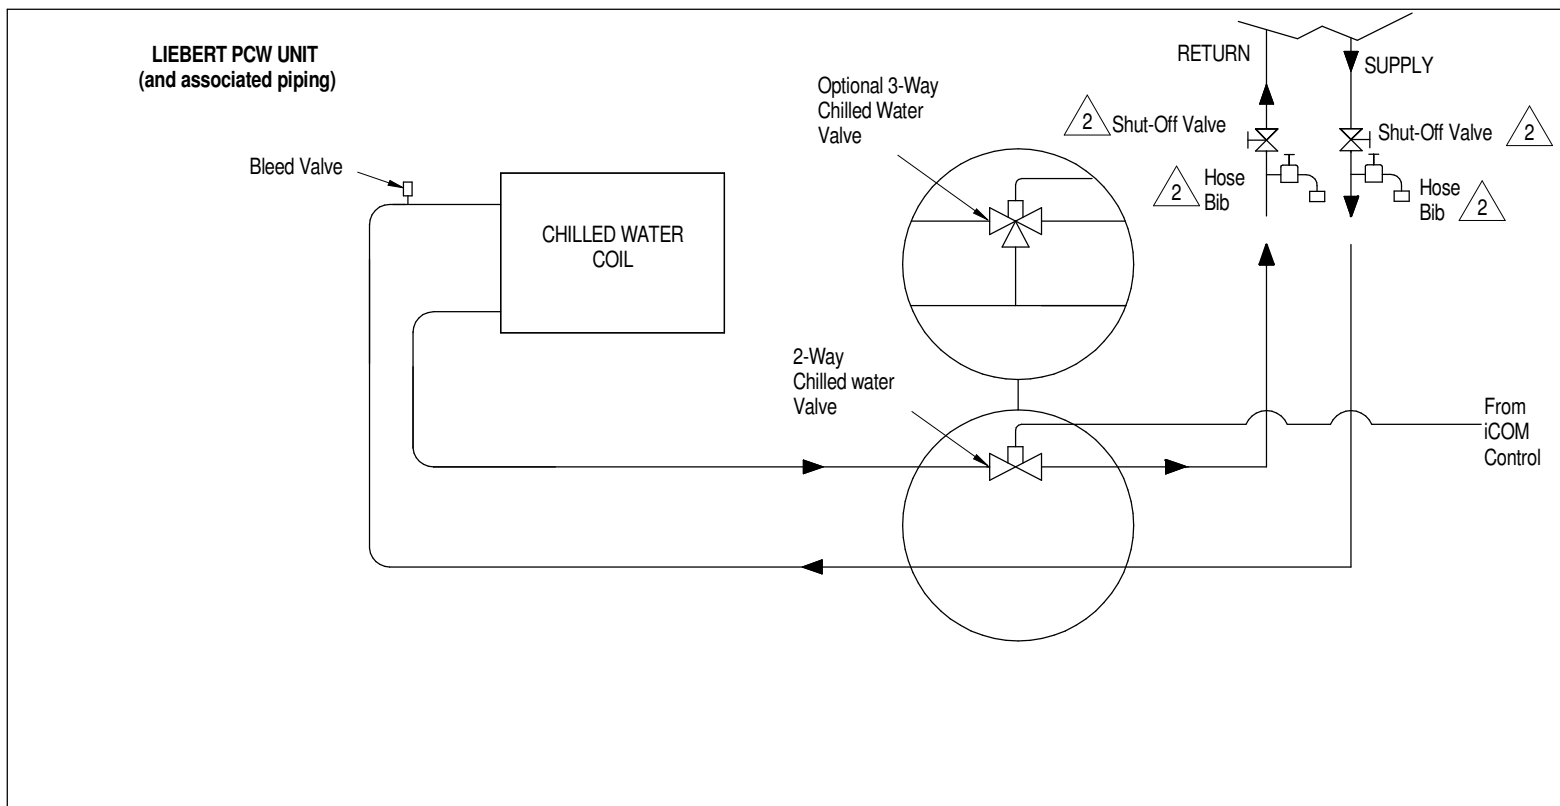 LIEBERT PCW UNIT
(and associated piping)
RETURN
SUPPLY
Optional 3-Way
Chilled Water
Valve
2
Shut-Off Valve
Shut-Off Valve
2
Bleed Valve
2
Hose
Bib
Hose
Bib
2
CHILLED WATER
COIL
2-Way
Chilled water
Valve
From
iCOM
Control